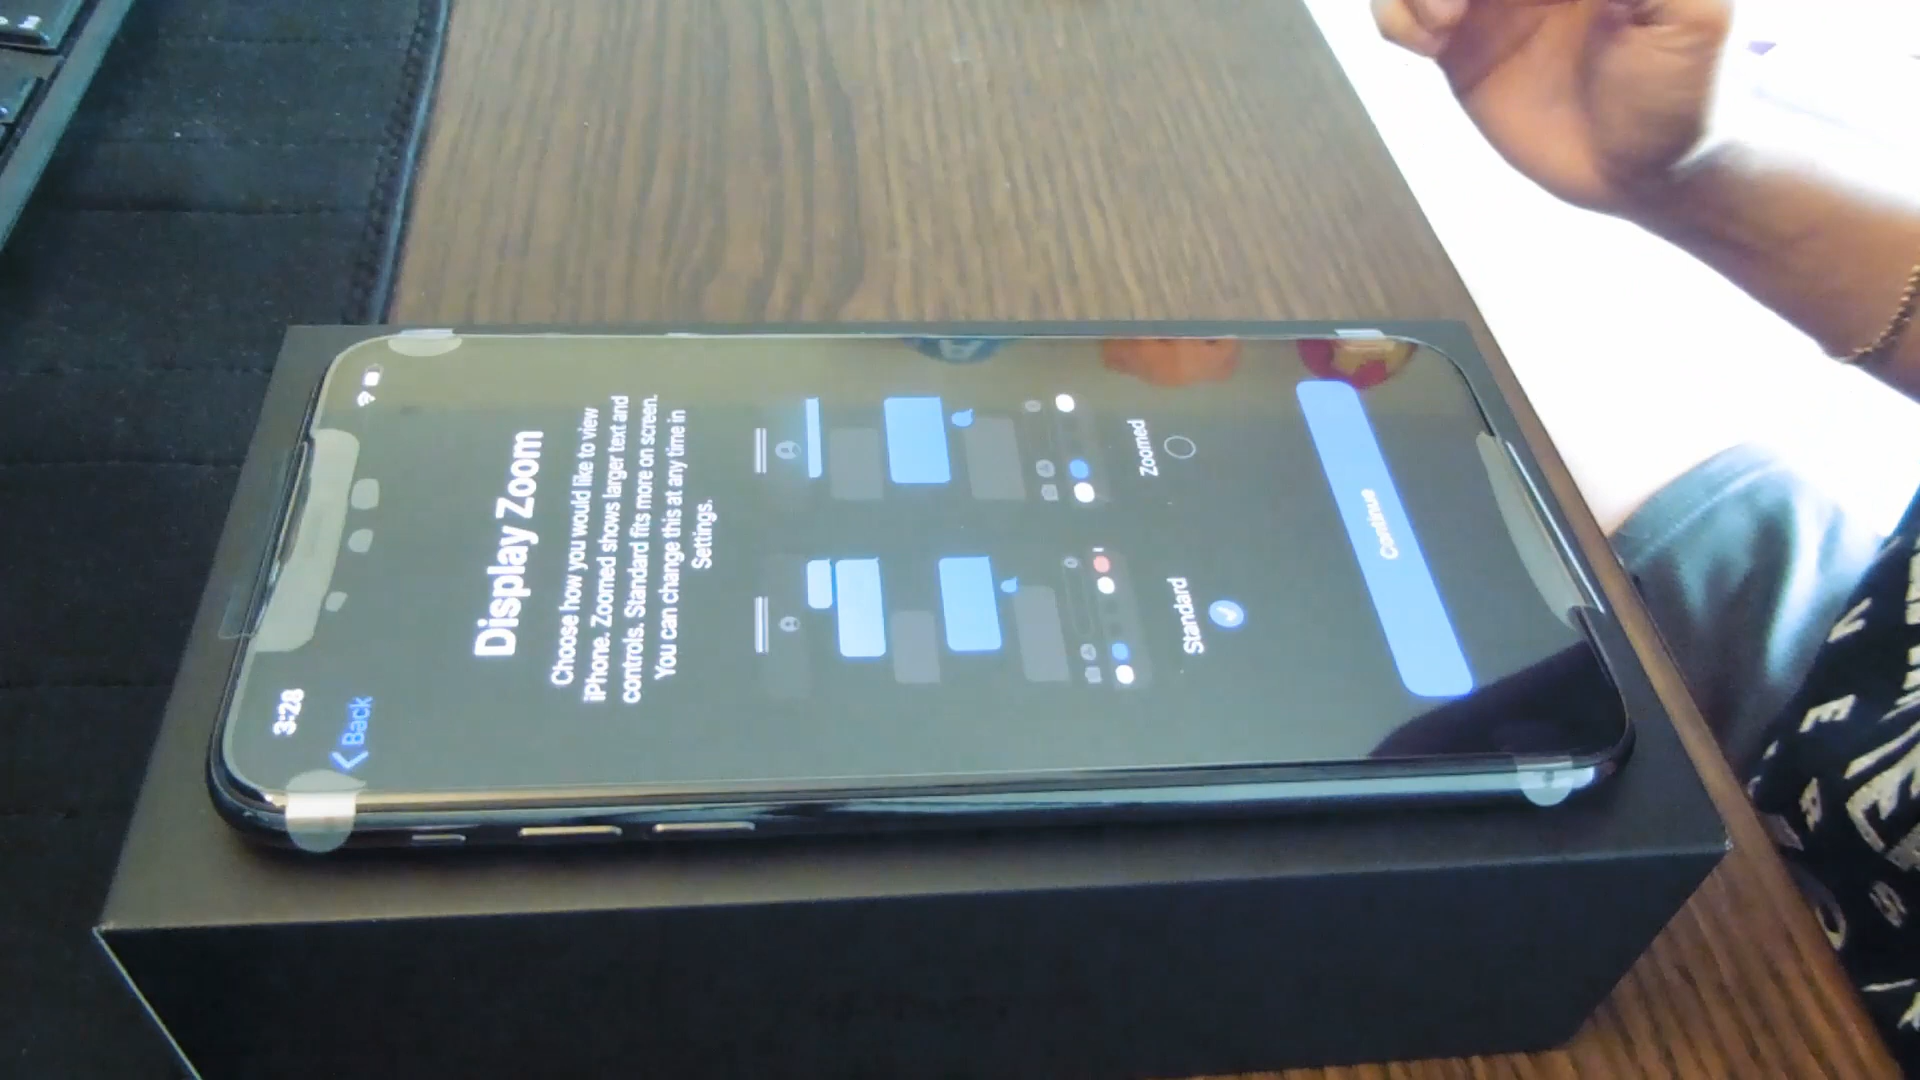 3:28
Back
Display Zoom
Choose how you would like to view
iPhone. Zoomed shows larger text and
controls. Standard fits more on screen.
You can change this at any time in
Settings.
Standard
Zoomed
Continue